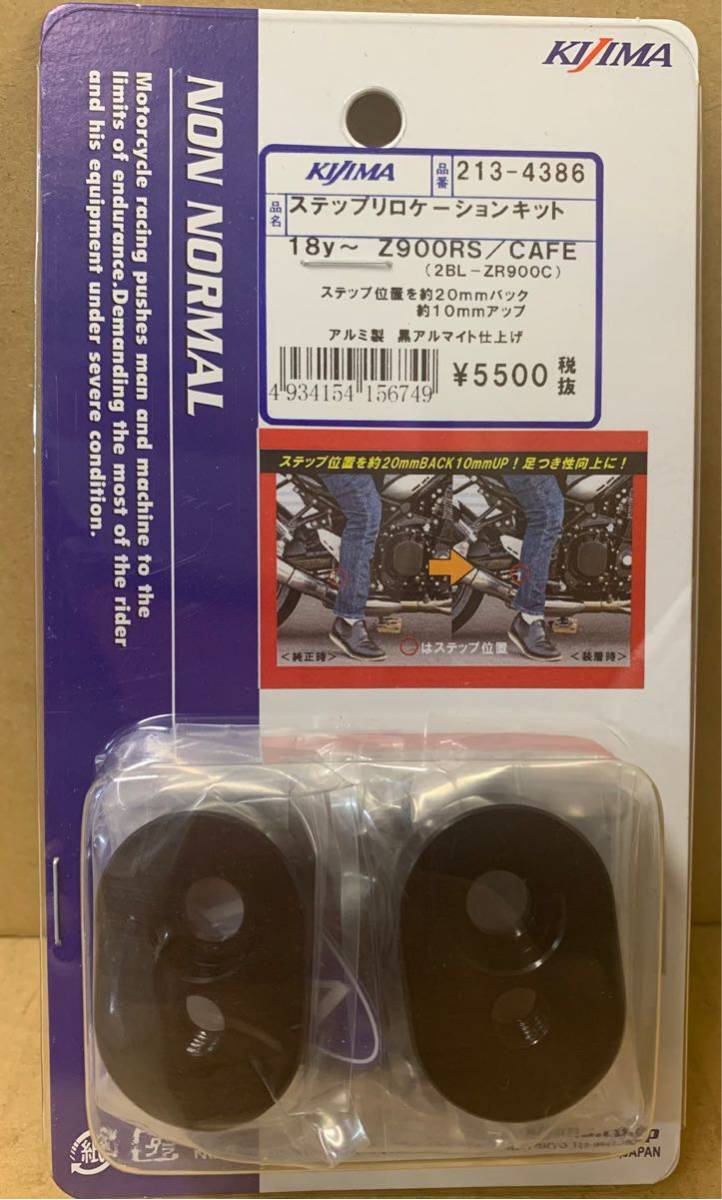 KIJIMA
NON NORMAL
Motorcycle racing pushes man and machine to the
limits of endurance.Demanding the most of the rider
and his equipment under severe condition.
KIJIMA 品番 213-4386
品名 ステップリロケーションキット
18y～ Z900RS/CAFE
(2BL-ZR900C)
ステップ位置を約20mmバック
約10mmアップ
アルミ製 黒アルマイト仕上げ
4 934154 156749
¥5500 税抜
ステップ位置を約20mmBACK10mmUP！足つき性向上に！
○はステップ位置
<純正時>
<装着時>
紙
JAPAN